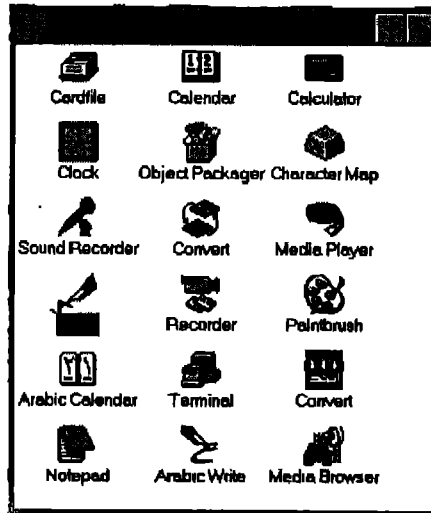 Cardfile Calendar Calculator
Clock Object Packager Character Map
Sound Recorder Convert Media Player
Recorder Paintbrush
Arabic Calendar Terminal Convert
Notepad Arabic Write Media Browser